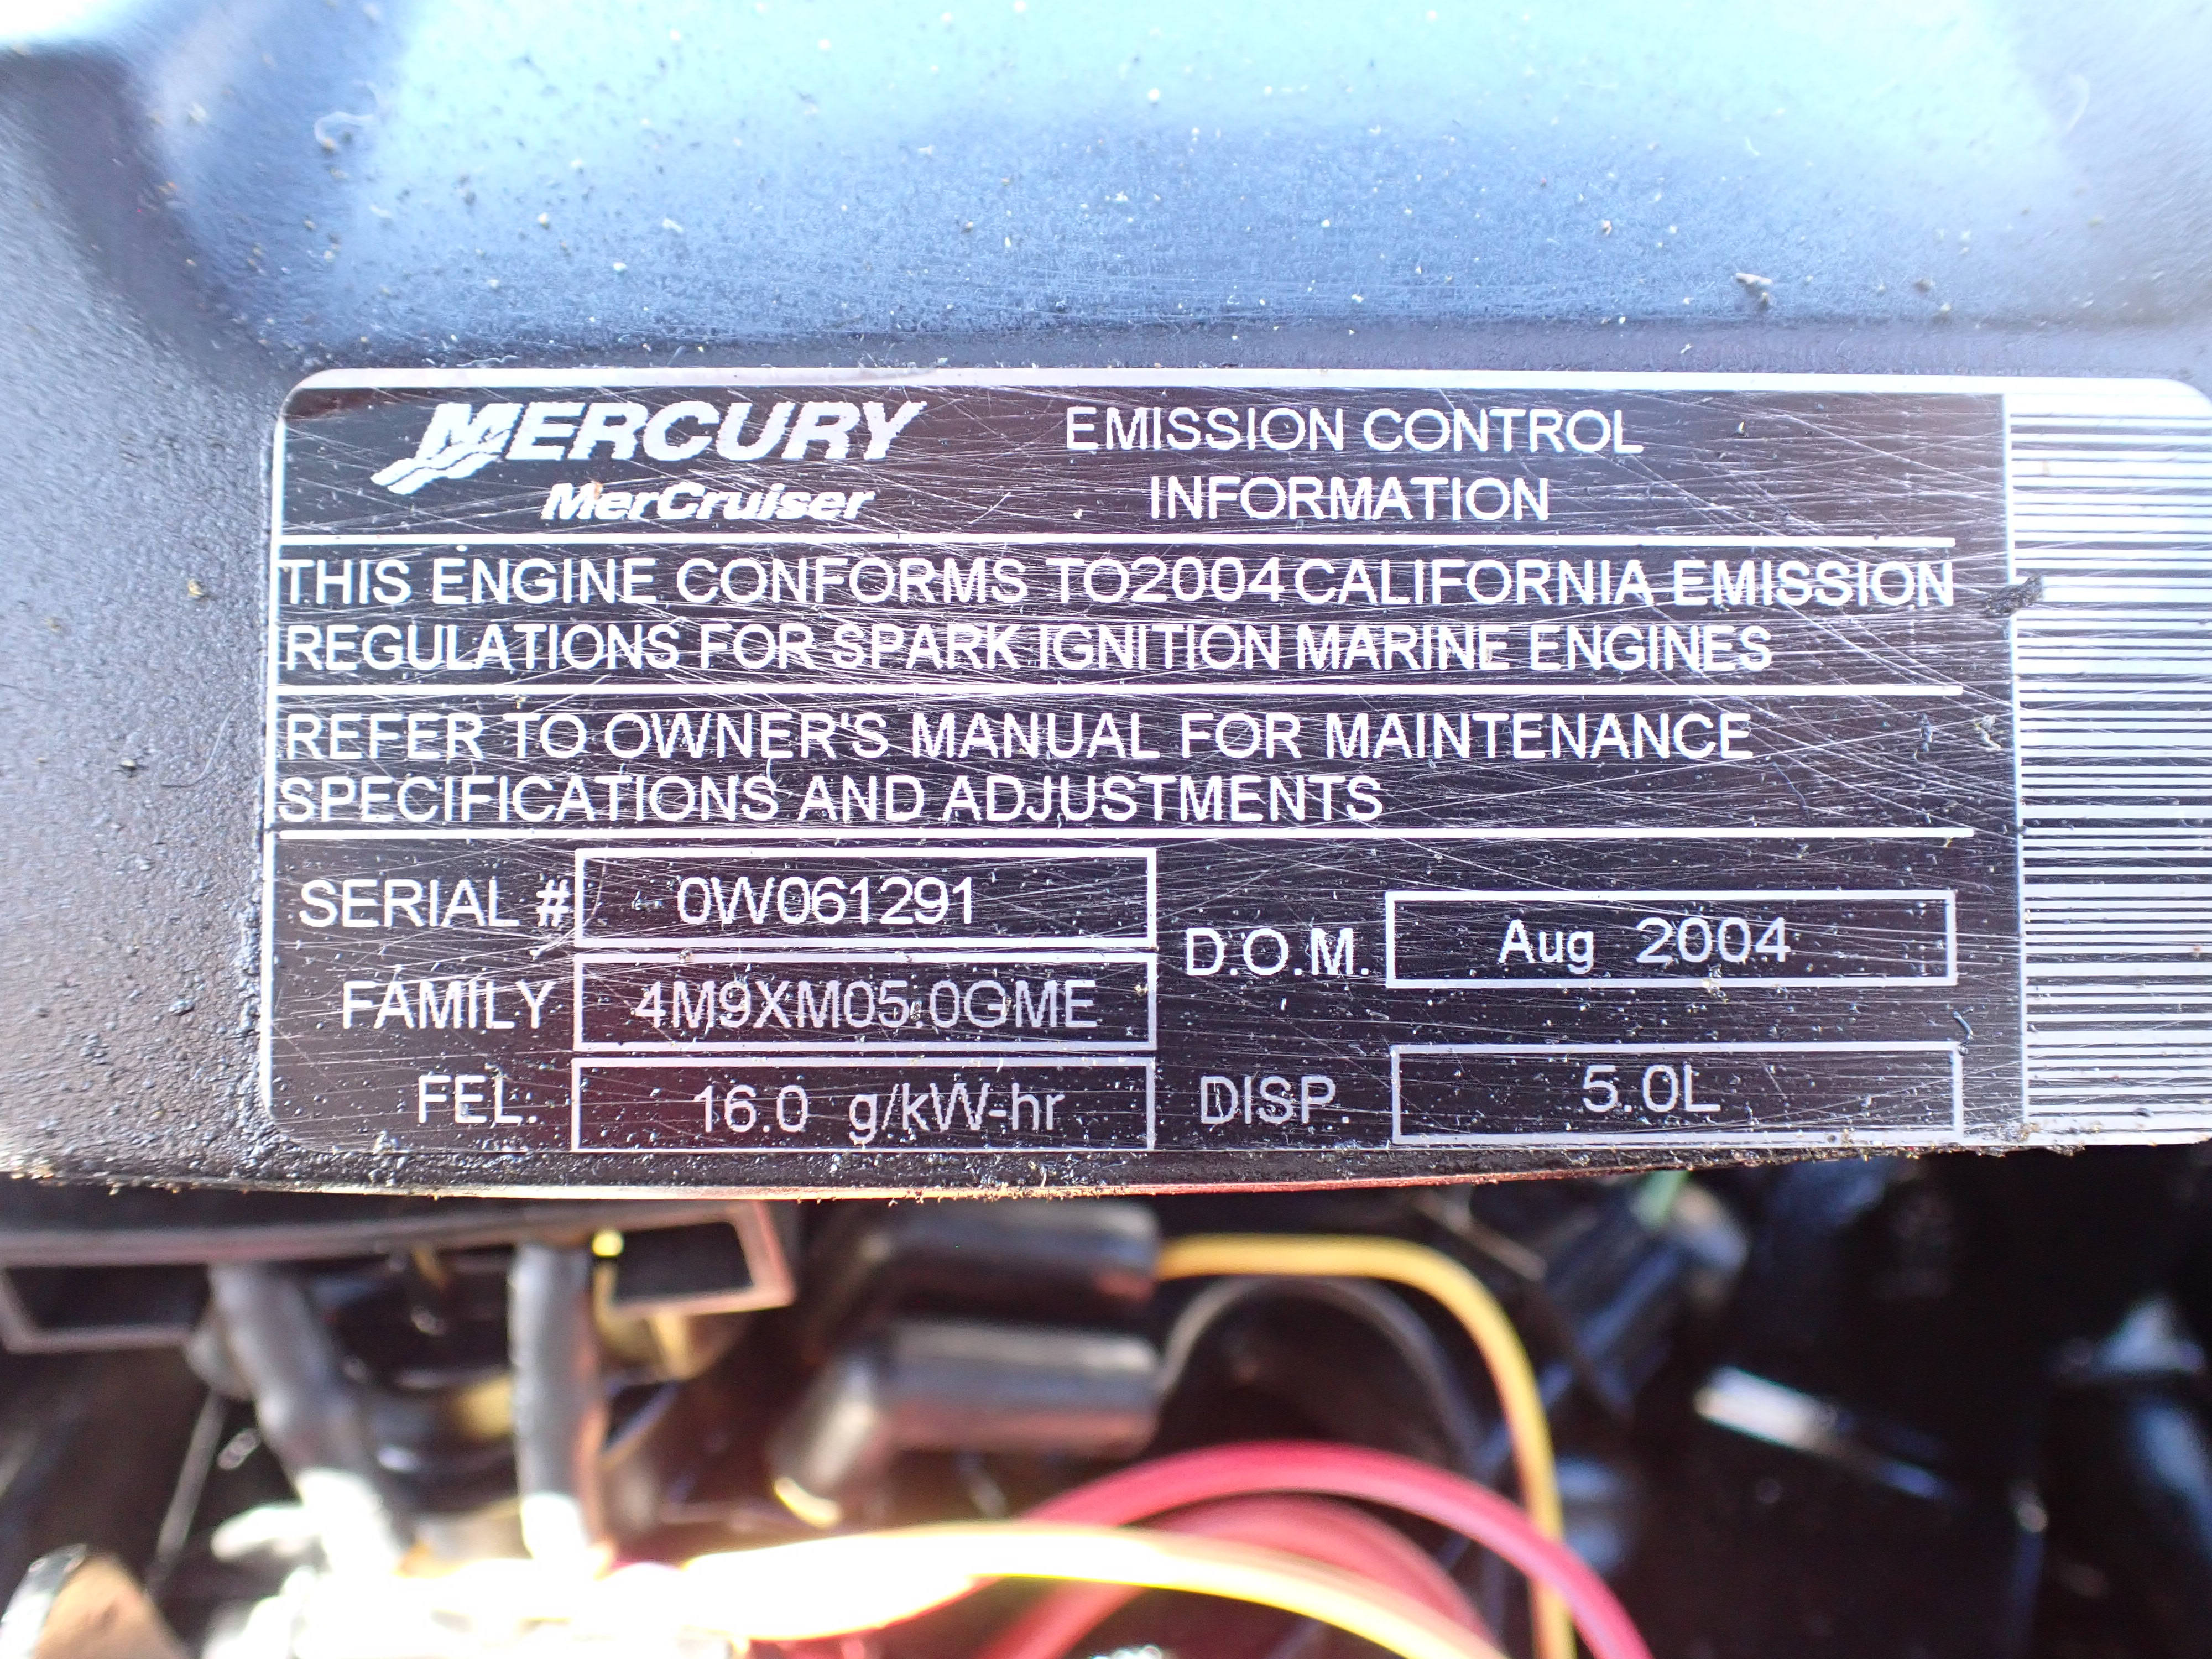 MERCURY
MerCruiser
EMISSION CONTROL
INFORMATION
THIS ENGINE CONFORMS TO2004 CALIFORNIA EMISSION
REGULATIONS FOR SPARK IGNITION MARINE ENGINES
REFER TO OWNER'S MANUAL FOR MAINTENANCE
SPECIFICATIONS AND ADJUSTMENTS
SERIAL # 0W061291
D.O.M. Aug 2004
FAMILY 4M9XM05.0GME
FEL. 16.0 g/kW-hr
DISP. 5.0L